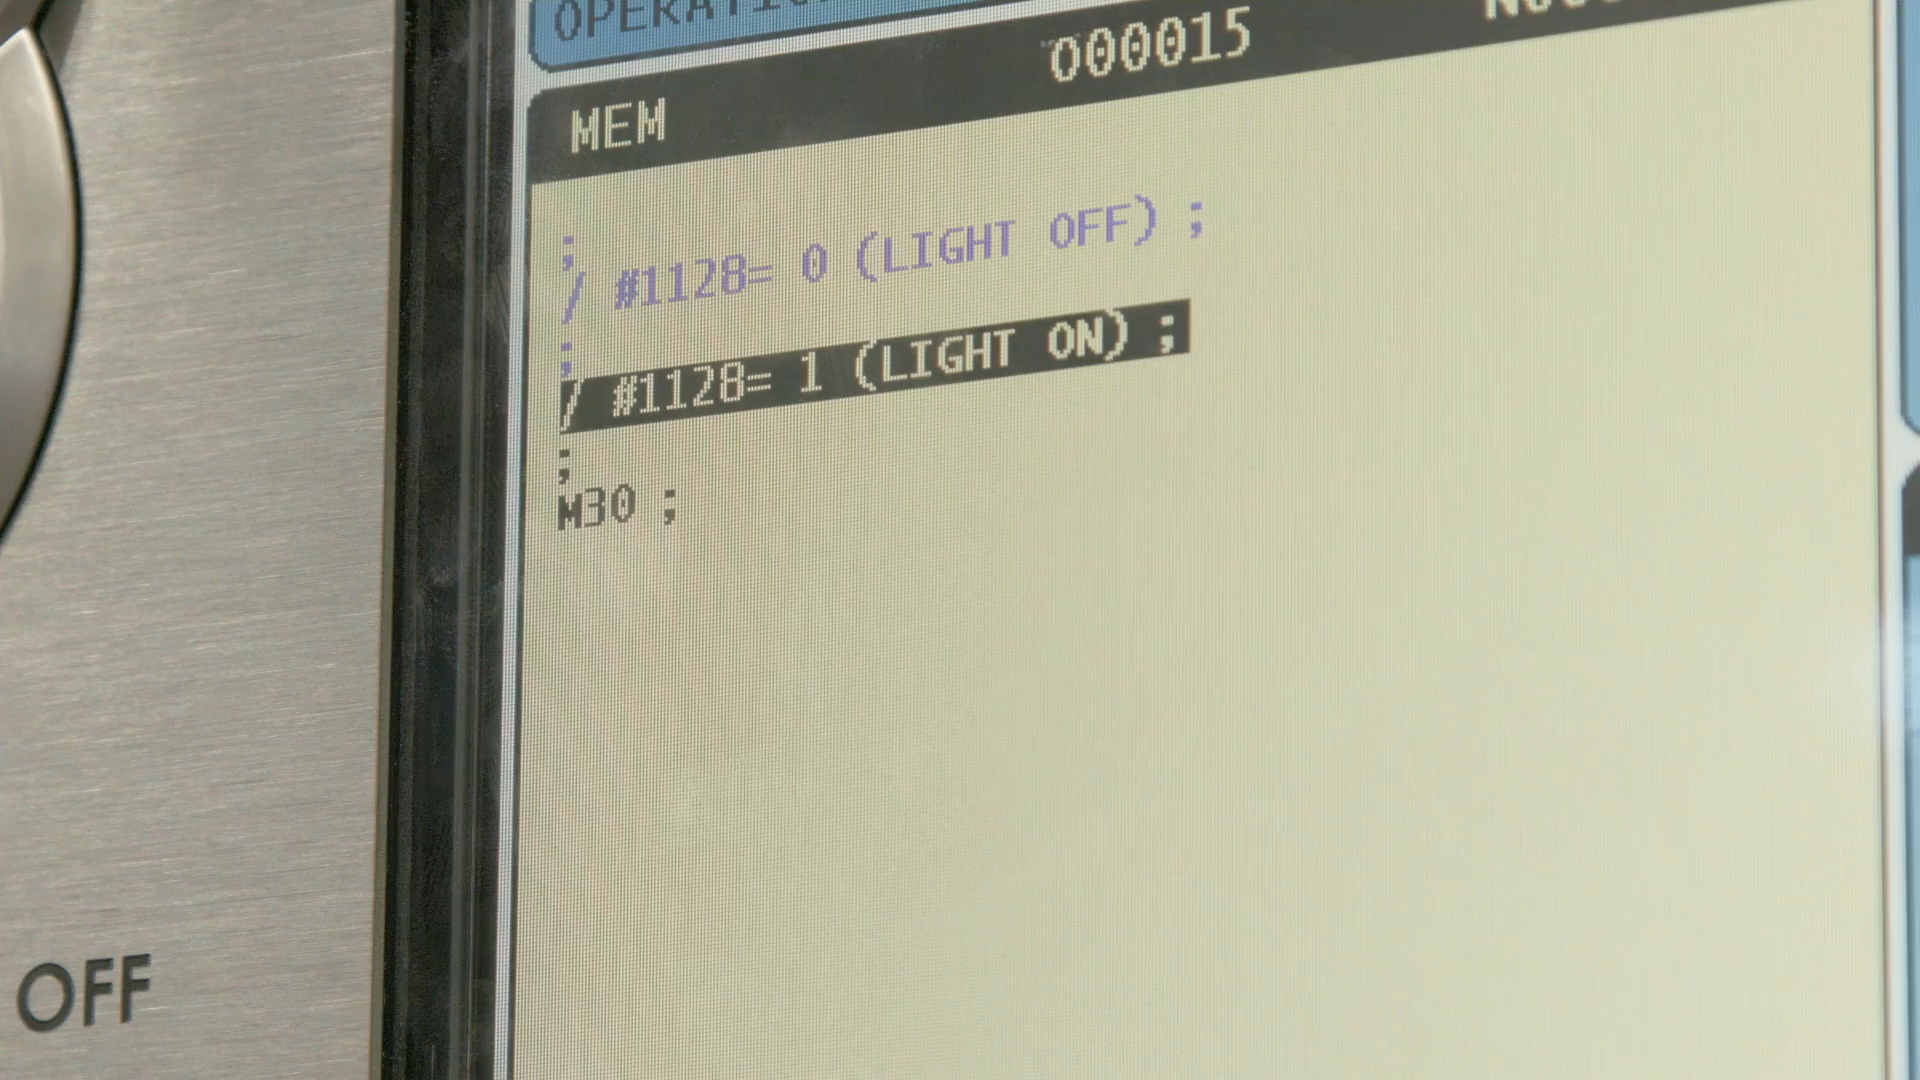 MEM
O00015
;
/ #1128= 0 (LIGHT OFF) ;
;
/ #1128= 1 (LIGHT ON) ;
;
M30 ;
OFF